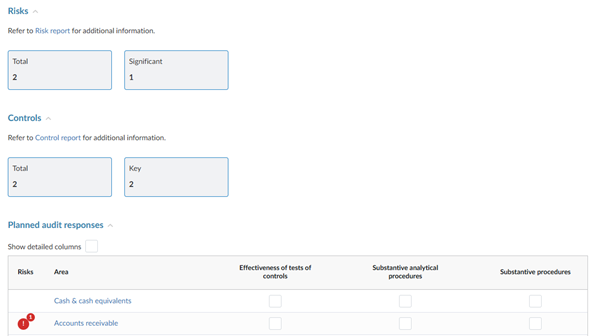 Risks
Refer to Risk report for additional information.
Total
2
Significant
1
Controls
Refer to Control report for additional information.
Total
2
Key
2
Planned audit responses
Show detailed columns
Risks
Area
Effectiveness of tests of
controls
Substantive analytical
procedures
Substantive procedures
Cash & cash equivalents
! 1
Accounts receivable